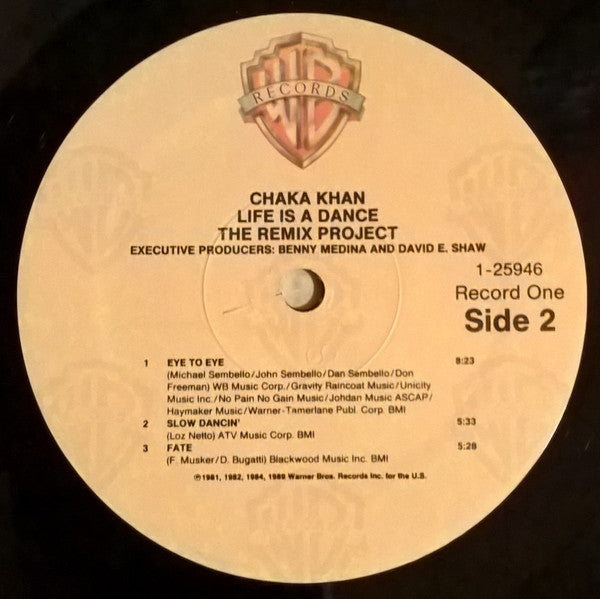 WB
RECORDS
CHAKA KHAN
LIFE IS A DANCE
THE REMIX PROJECT
EXECUTIVE PRODUCERS: BENNY MEDINA AND DAVID E. SHAW
1-25946
Record One
Side 2
1 EYE TO EYE 8:23
(Michael Sembello/John Sembello/Dan Sembello/Don
Freeman) WB Music Corp./Gravity Raincoat Music/Unicity
Music Inc./No Pain No Gain Music/Johdan Music ASCAP/
Haymaker Music/Warner-Tamerlane Publ. Corp. BMI
2 SLOW DANCIN' 5:33
(Loz Netto) ATV Music Corp. BMI
3 FATE 5:28
(F. Musker/D. Bugatti) Blackwood Music Inc. BMI
℗1981, 1982, 1984, 1989 Warner Bros. Records Inc. for the U.S.